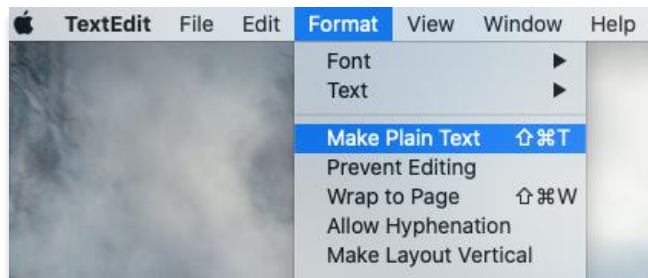 TextEdit File Edit Format View Window Help
Font ▶
Text ▶
Make Plain Text ⇧⌘T
Prevent Editing
Wrap to Page ⇧⌘W
Allow Hyphenation
Make Layout Vertical